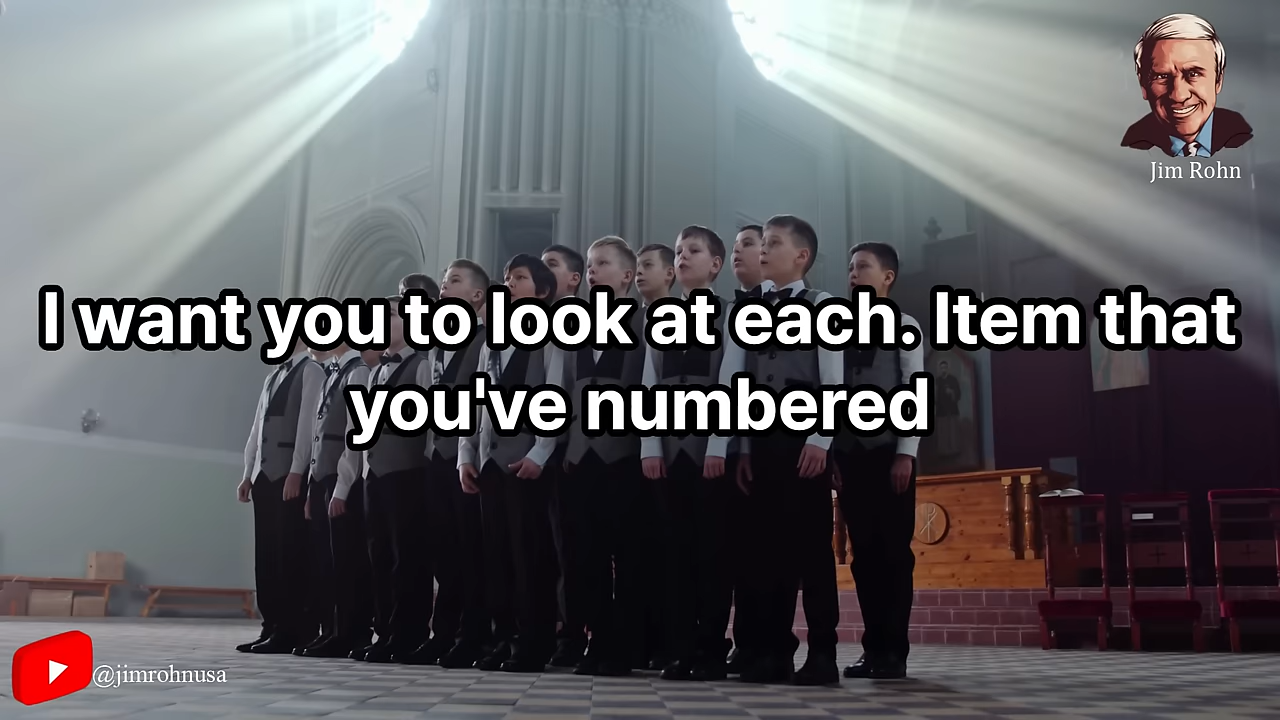 Jim Rohn
I want you to look at each. Item that
you've numbered
@jimrohnusa